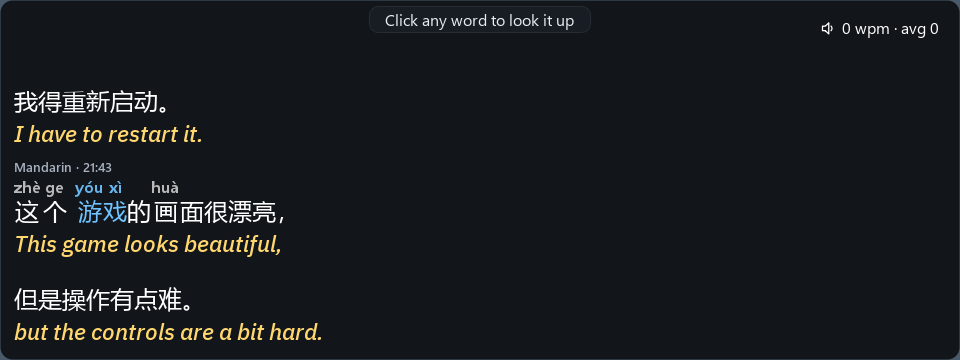 Click any word to look it up
0 wpm · avg 0
我得重新启动。
I have to restart it.
Mandarin · 21:43
zhè ge yóu xì huà
这个游戏的画面很漂亮，
This game looks beautiful,
但是操作有点难。
but the controls are a bit hard.